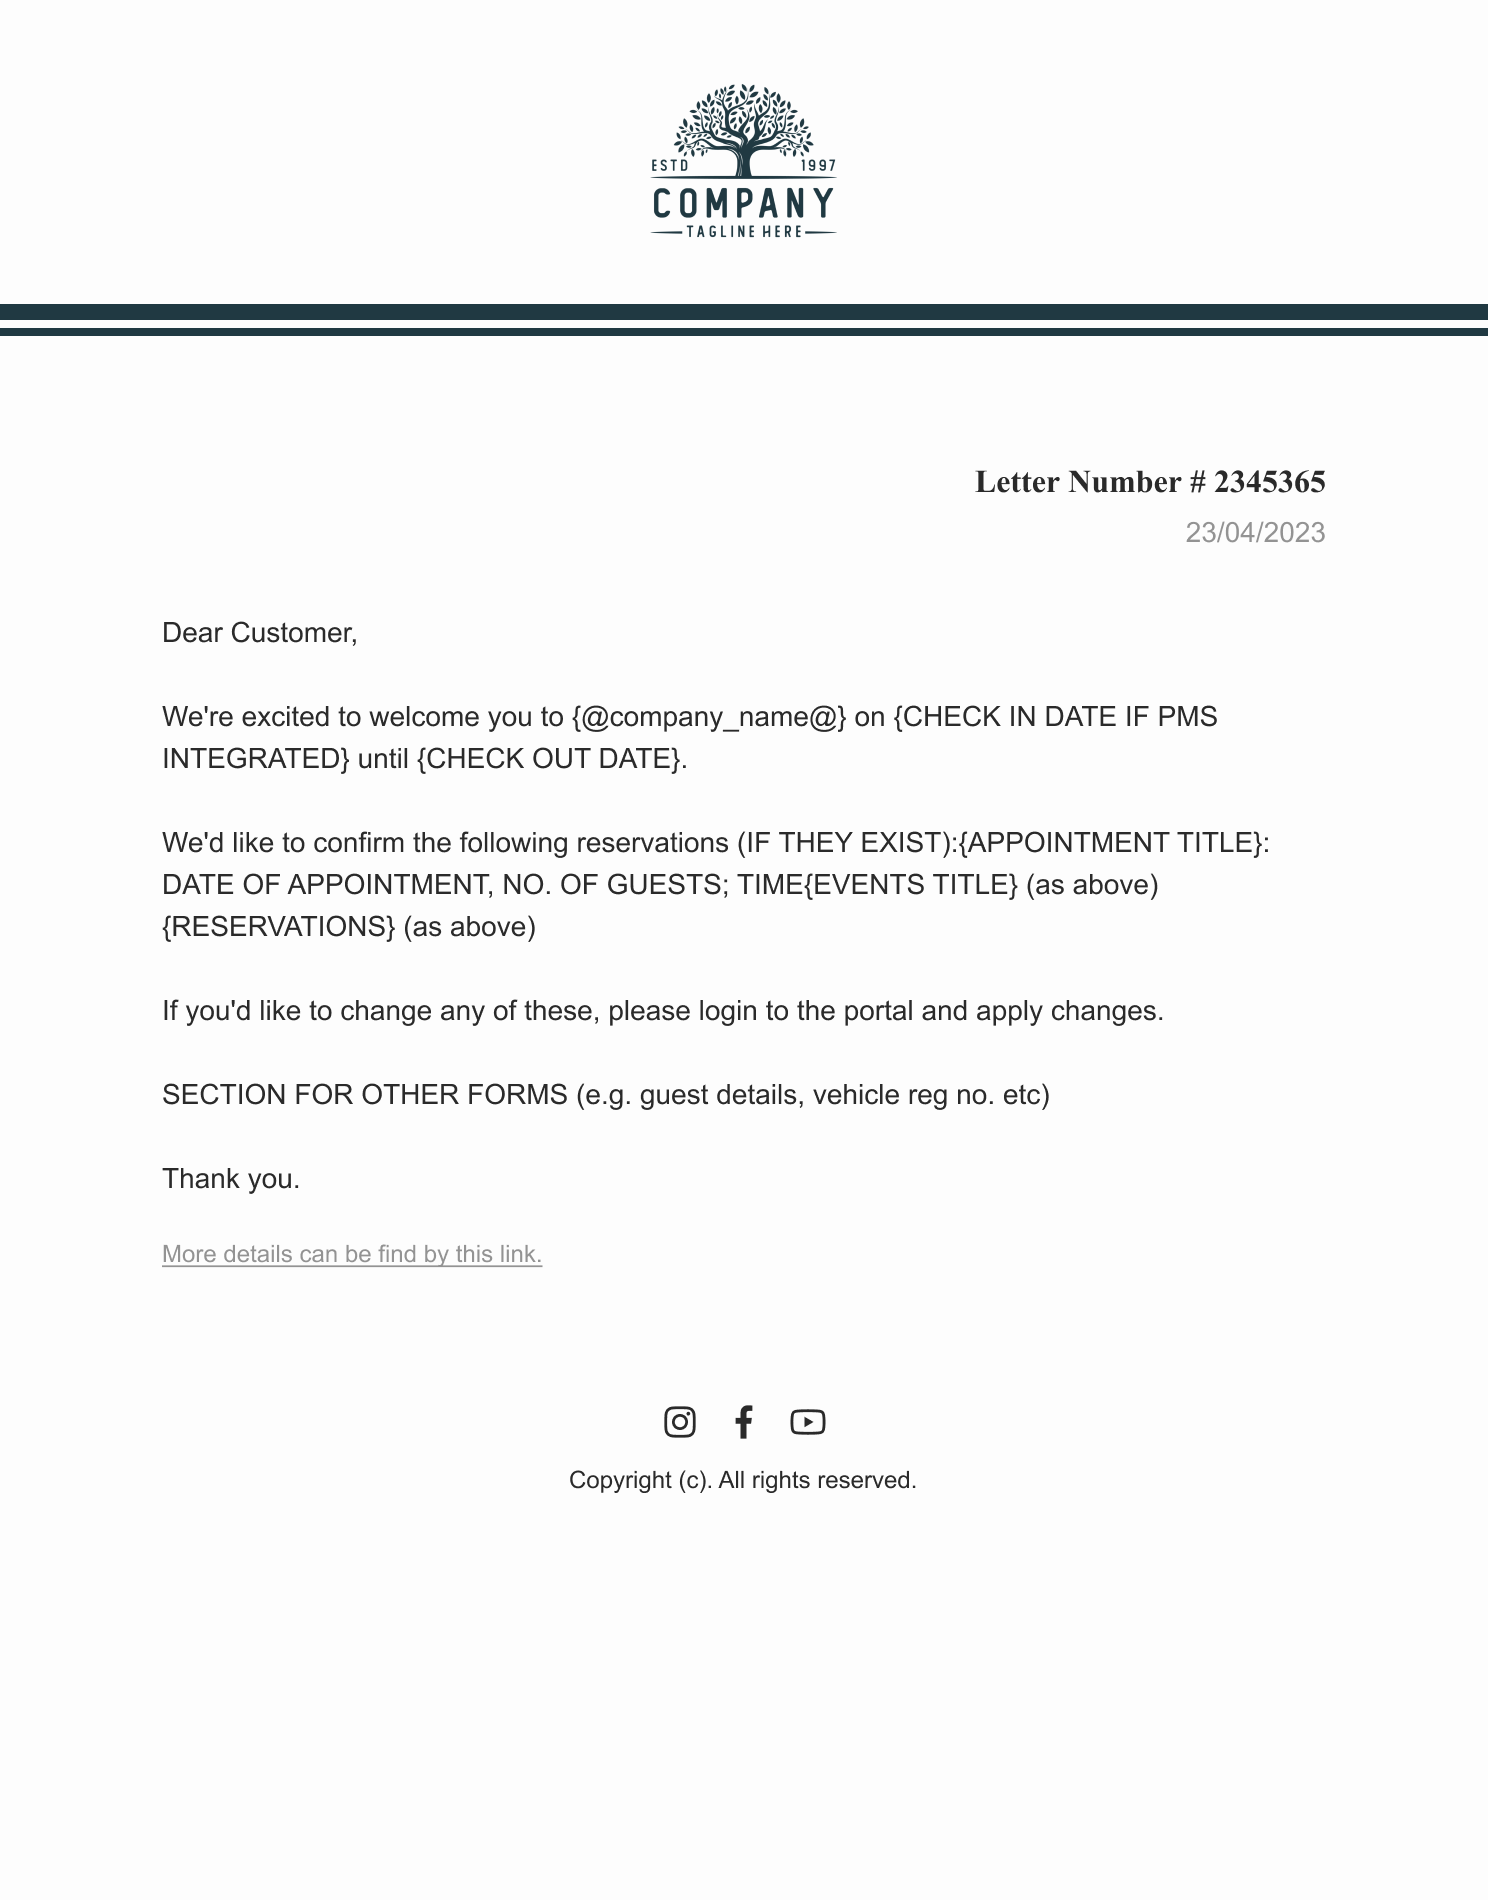 ESTD 1997
COMPANY
TAGLINE HERE
Letter Number # 2345365
23/04/2023
Dear Customer,
We're excited to welcome you to {@company_name@} on {CHECK IN DATE IF PMS
INTEGRATED} until {CHECK OUT DATE}.
We'd like to confirm the following reservations (IF THEY EXIST):{APPOINTMENT TITLE}:
DATE OF APPOINTMENT, NO. OF GUESTS; TIME{EVENTS TITLE} (as above)
{RESERVATIONS} (as above)
If you'd like to change any of these, please login to the portal and apply changes.
SECTION FOR OTHER FORMS (e.g. guest details, vehicle reg no. etc)
Thank you.
More details can be find by this link.
Copyright (c). All rights reserved.